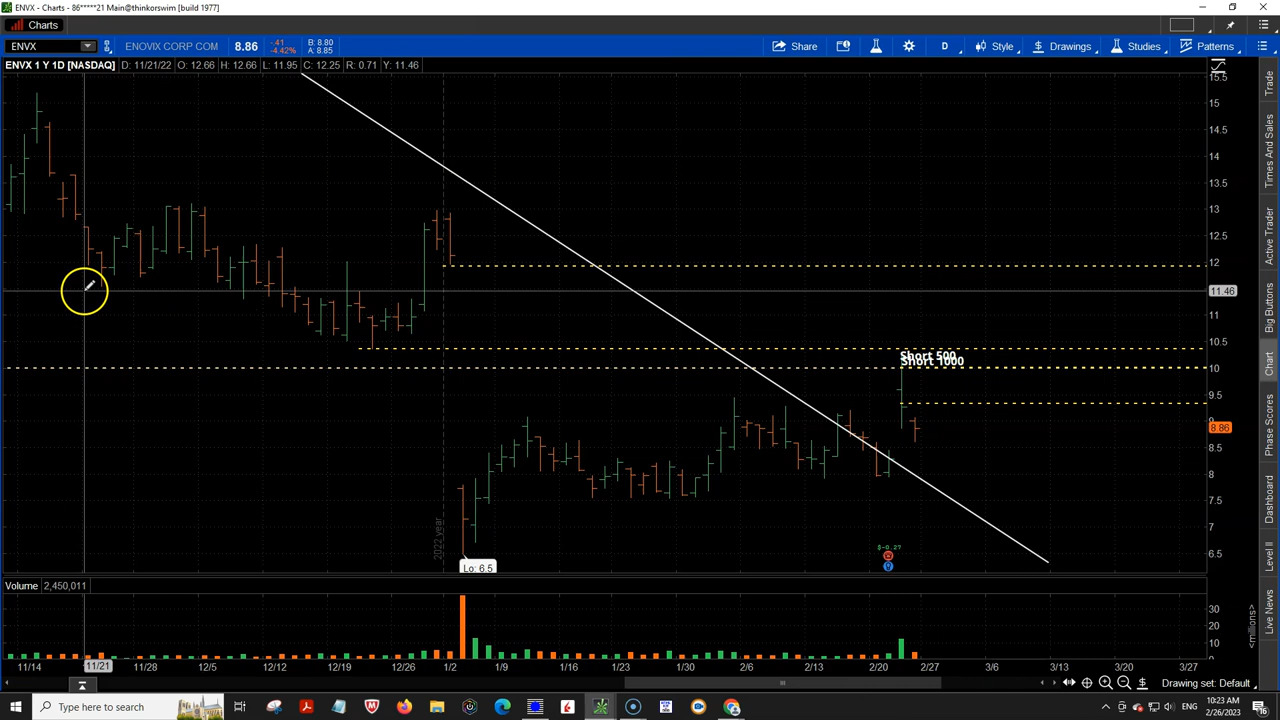 ENVX - Charts - 86*****21 Main@thinkorswim [build 1977]
Charts
ENVX
ENOVIX CORP COM
8.86
-.41
-4.42%
B: 8.80
A: 8.85
Share
D
Style
Drawings
Studies
Patterns
ENVX 1 Y 1D [NASDAQ]
D: 11/21/22
O: 12.66
H: 12.66
L: 11.95
C: 12.25
R: 0.71
Y: 11.46
15.5
15
14.5
14
13.5
13
12.5
12
11.46
11
10.5
10
9.5
9
8.86
8.5
8
7.5
7
6.5
Short 500
Short 1000
2022 year
Lo: 6.5
$-0.27
Volume
2,450,011
30
20
10
<millions>
11/14
11/21
11/28
12/5
12/12
12/19
12/26
1/2
1/9
1/16
1/23
1/30
2/6
2/13
2/20
2/27
3/6
3/13
3/20
3/27
Drawing set: Default
Trade
Times And Sales
Active Trader
Big Buttons
Chart
Phase Scores
Dashboard
Level II
Live News
Type here to search
ENG
10:23 AM
2/26/2023